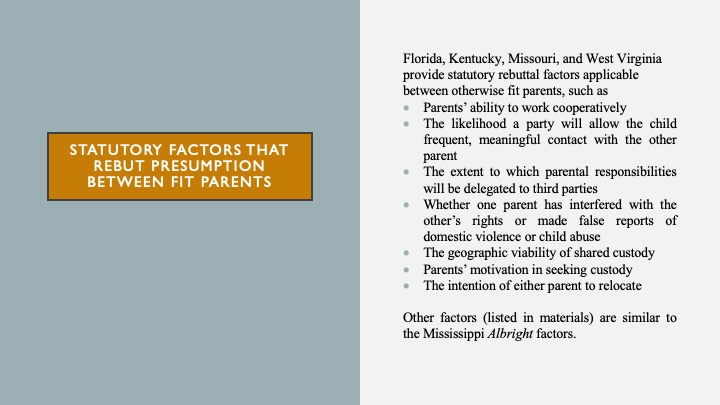 STATUTORY FACTORS THAT
REBUT PRESUMPTION
BETWEEN FIT PARENTS
Florida, Kentucky, Missouri, and West Virginia
provide statutory rebuttal factors applicable
between otherwise fit parents, such as
• Parents’ ability to work cooperatively
• The likelihood a party will allow the child
frequent, meaningful contact with the other
parent
• The extent to which parental responsibilities
will be delegated to third parties
• Whether one parent has interfered with the
other’s rights or made false reports of
domestic violence or child abuse
• The geographic viability of shared custody
• Parents’ motivation in seeking custody
• The intention of either parent to relocate
Other factors (listed in materials) are similar to
the Mississippi Albright factors.